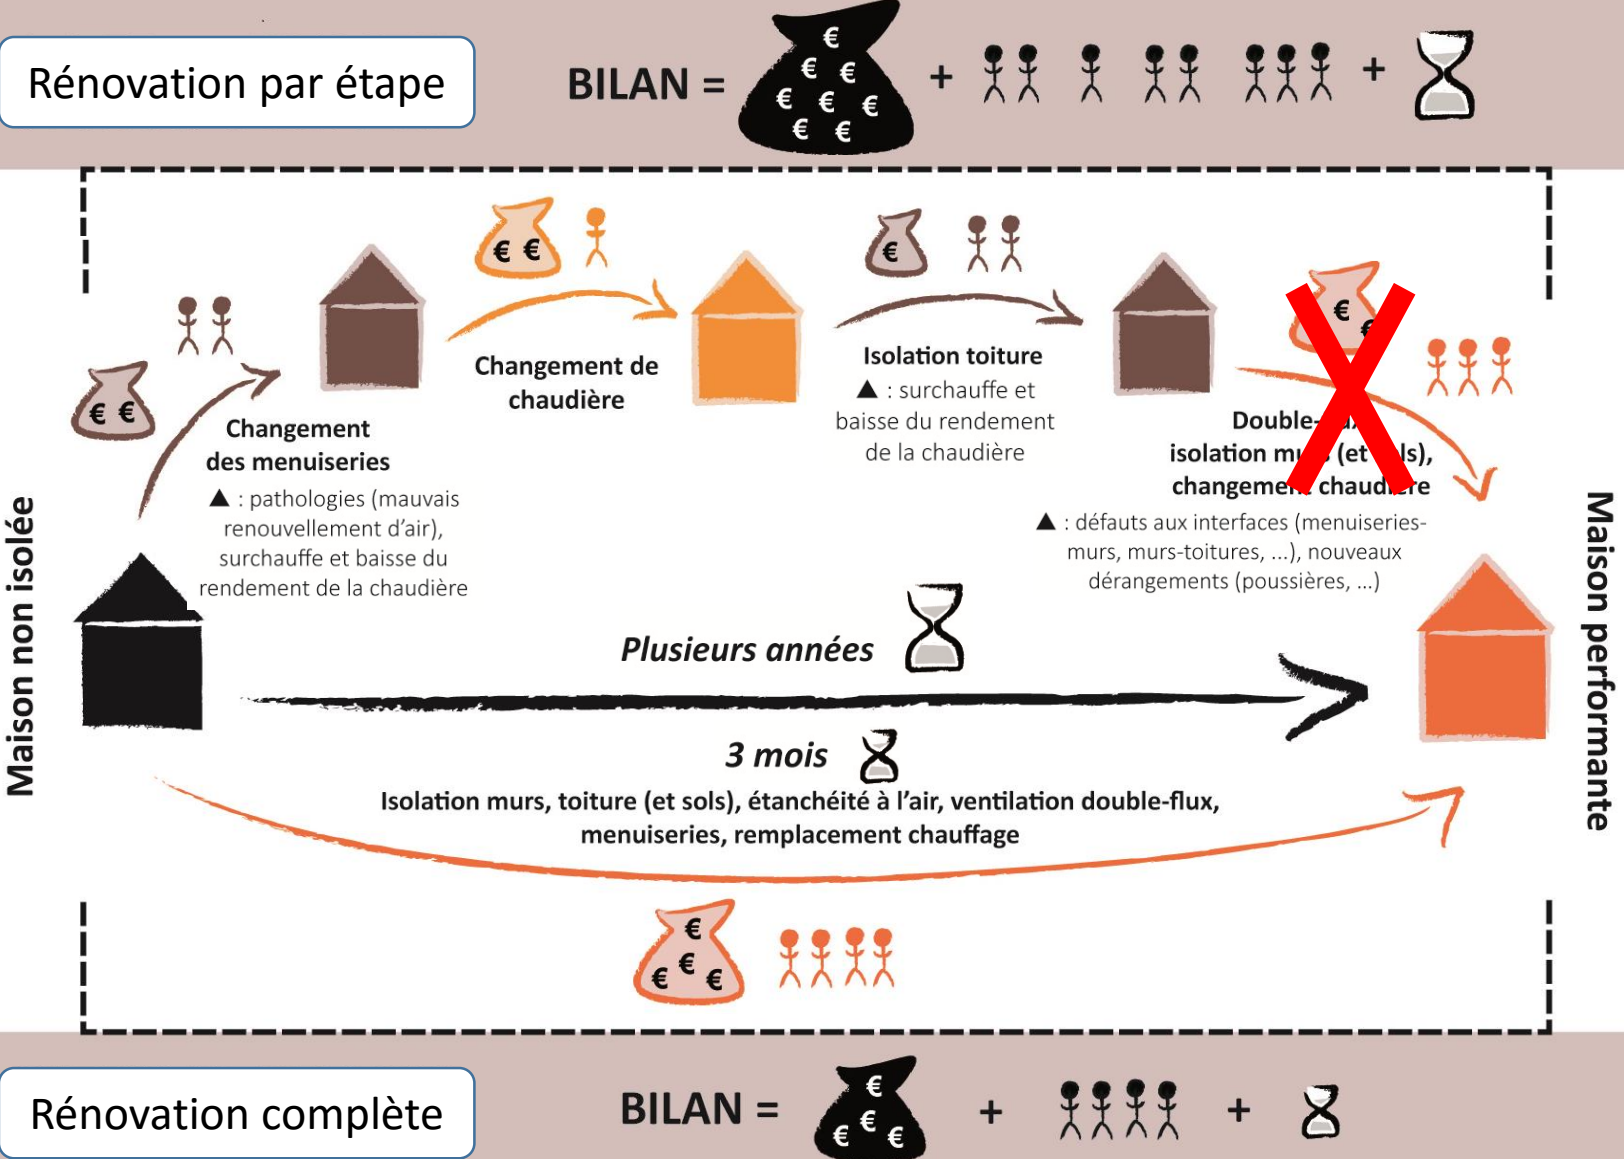 Rénovation par étape
BILAN =
€
€ €
€ € €
€ €
+
+
€ €
€
€
€ €
Changement
des menuiseries
▲ : pathologies (mauvais
renouvellement d’air),
surchauffe et baisse du
rendement de la chaudière
Changement de
chaudière
Isolation toiture
▲ : surchauffe et
baisse du rendement
de la chaudière
isolation (et
changement
▲ : défauts aux interfaces (menuiseries-
murs, murs-toitures, ...), nouveaux
dérangements (poussières, ...)
Maison non isolée
Maison performante
Plusieurs années
3 mois
Isolation murs, toiture (et sols), étanchéité à l’air, ventilation double-flux,
menuiseries, remplacement chauffage
€
€ € €
Rénovation complète
BILAN =
€
€ € €
+
+